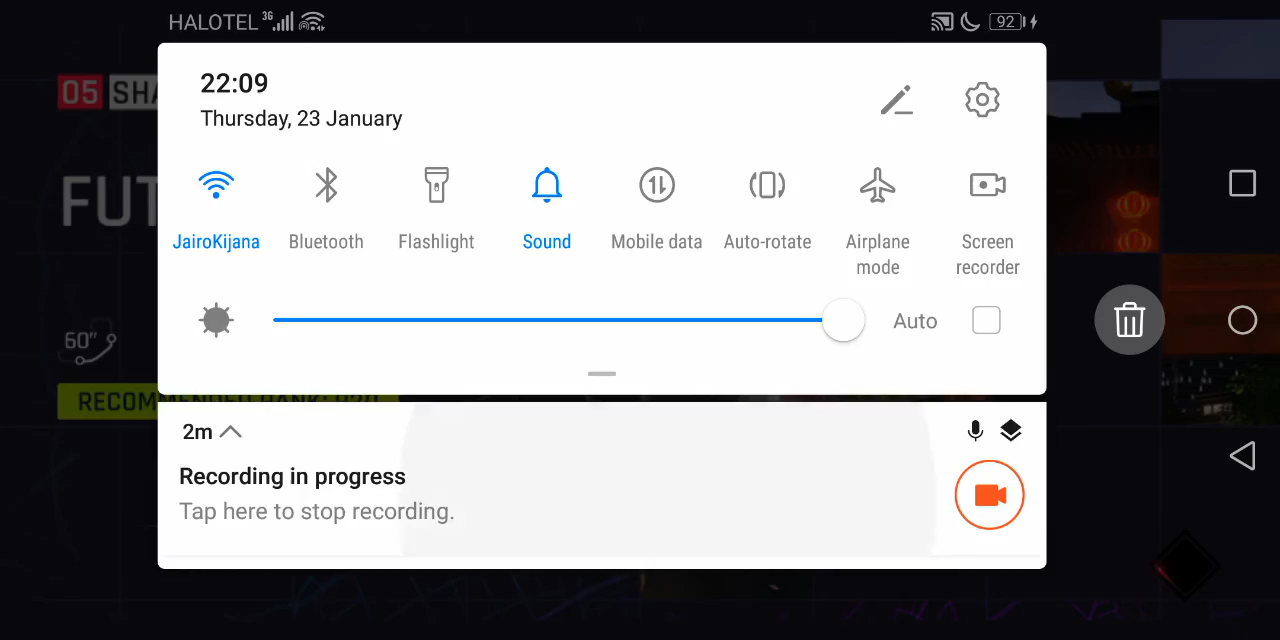 HALOTEL 3G
92
05 SHA
22:09
Thursday, 23 January
FUT
JairoKijana
Bluetooth
Flashlight
Sound
Mobile data
Auto-rotate
Airplane mode
Screen recorder
60"
Auto
2m
Recording in progress
Tap here to stop recording.